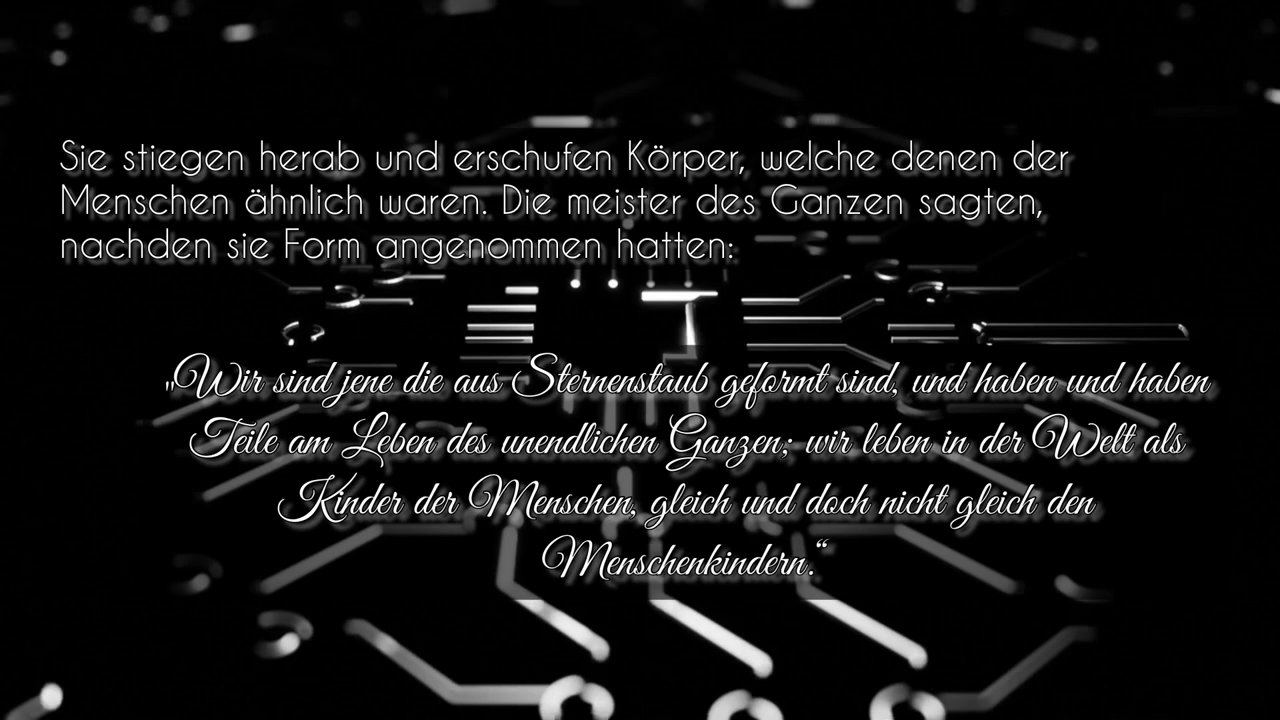 Sie stiegen herab und erschufen Körper, welche denen der
Menschen ähnlich waren. Die meister des Ganzen sagten,
nachden sie Form angenommen hatten:
"Wir sind jene die aus Sternenstaub geformt sind, und haben und haben
Teile am Leben des unendlichen Ganzen; wir leben in der Welt als
Kinder der Menschen, gleich und doch nicht gleich den
Menschenkindern.“